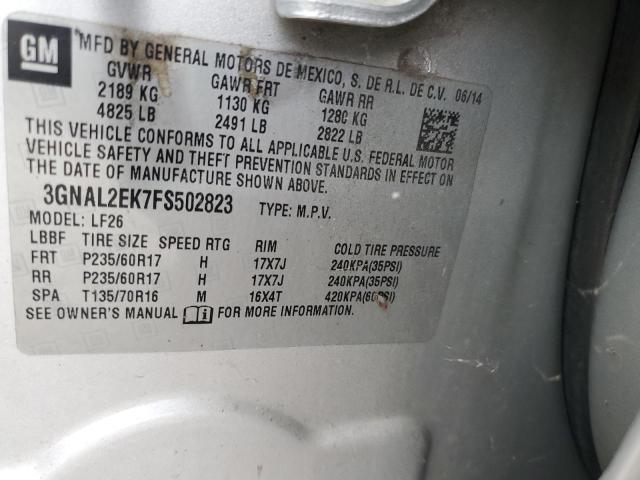 GM
MFD BY GENERAL MOTORS DE MEXICO, S. DE R.L. DE C.V. 06/14
GVWR GAWR FRT GAWR RR
2189 KG 1130 KG 1280 KG
4825 LB 2491 LB 2822 LB
THIS VEHICLE CONFORMS TO ALL APPLICABLE U.S. FEDERAL MOTOR
VEHICLE SAFETY AND THEFT PREVENTION STANDARDS IN EFFECT ON
THE DATE OF MANUFACTURE SHOWN ABOVE.
3GNAL2EK7FS502823 TYPE: M.P.V.
MODEL: LF26
LBBF TIRE SIZE SPEED RTG RIM COLD TIRE PRESSURE
FRT P235/60R17 H 17X7J 240KPA(35PSI)
RR P235/60R17 H 17X7J 240KPA(35PSI)
SPA T135/70R16 M 16X4T 420KPA(60PSI)
SEE OWNER'S MANUAL FOR MORE INFORMATION.